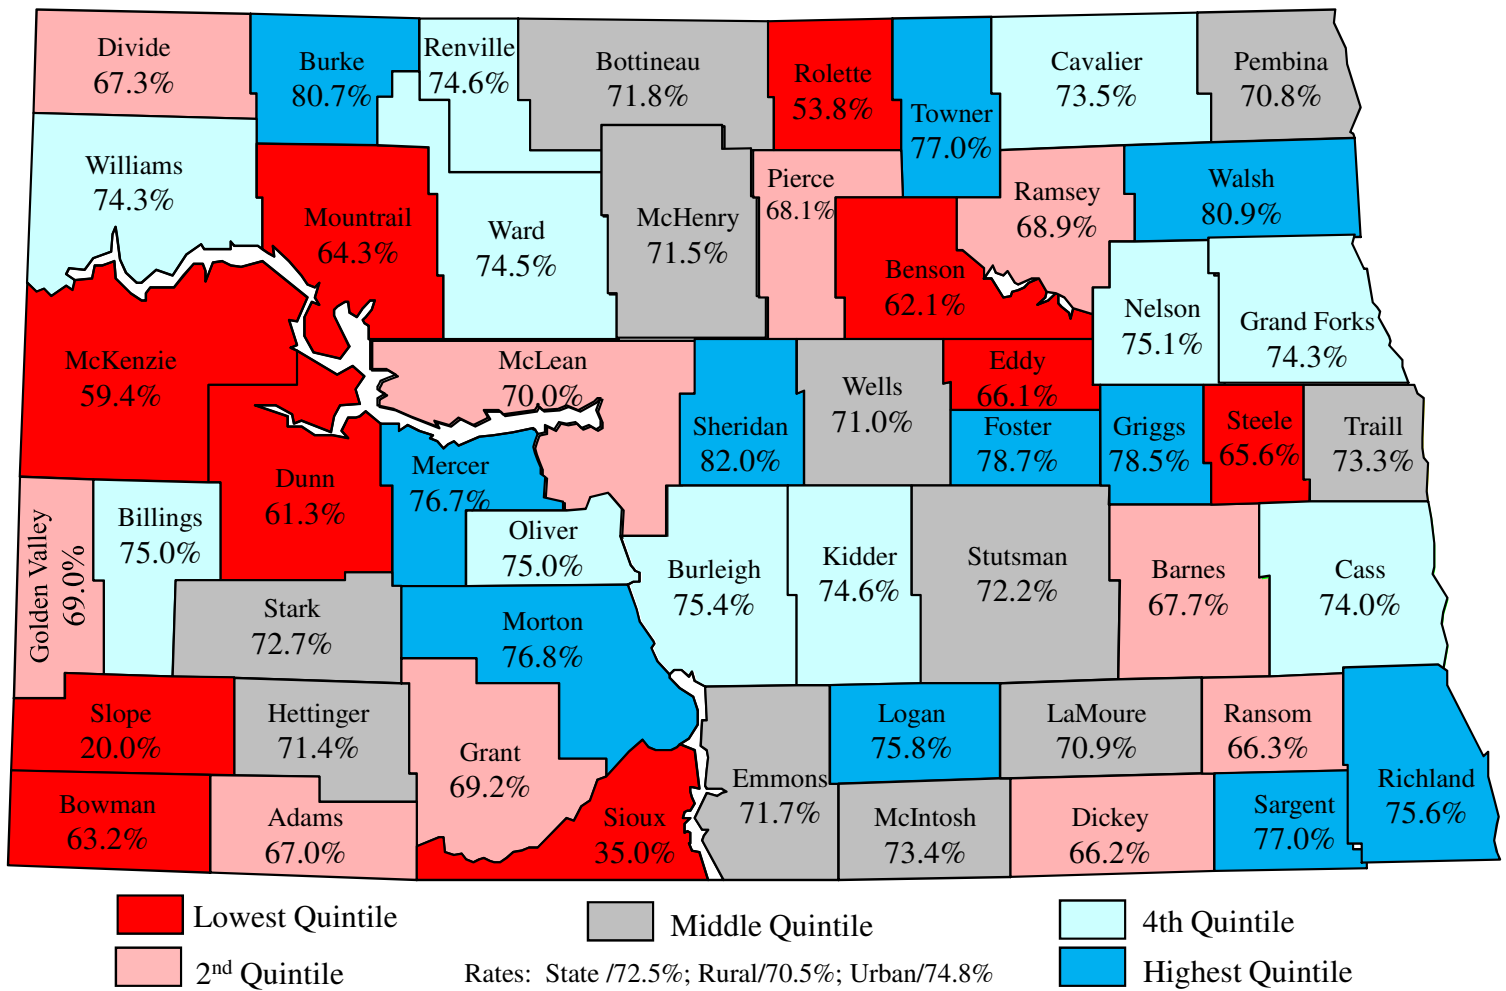 Divide
67.3%
Burke
80.7%
Renville
74.6%
Bottineau
71.8%
Rolette
53.8%
Towner
77.0%
Cavalier
73.5%
Pembina
70.8%
Williams
74.3%
Mountrail
64.3%
Ward
74.5%
McHenry
71.5%
Pierce
68.1%
Benson
62.1%
Ramsey
68.9%
Walsh
80.9%
Nelson
75.1%
Grand Forks
74.3%
McKenzie
59.4%
McLean
70.0%
Sheridan
82.0%
Wells
71.0%
Eddy
66.1%
Foster
78.7%
Griggs
78.5%
Steele
65.6%
Traill
73.3%
Dunn
61.3%
Mercer
76.7%
Oliver
75.0%
Golden Valley
69.0%
Billings
75.0%
Stark
72.7%
Morton
76.8%
Burleigh
75.4%
Kidder
74.6%
Stutsman
72.2%
Barnes
67.7%
Cass
74.0%
Slope
20.0%
Hettinger
71.4%
Grant
69.2%
Emmons
71.7%
Logan
75.8%
LaMoure
70.9%
Ransom
66.3%
Richland
75.6%
Bowman
63.2%
Adams
67.0%
Sioux
35.0%
McIntosh
73.4%
Dickey
66.2%
Sargent
77.0%
Lowest Quintile
2nd Quintile
Middle Quintile
4th Quintile
Highest Quintile
Rates: State /72.5%; Rural/70.5%; Urban/74.8%